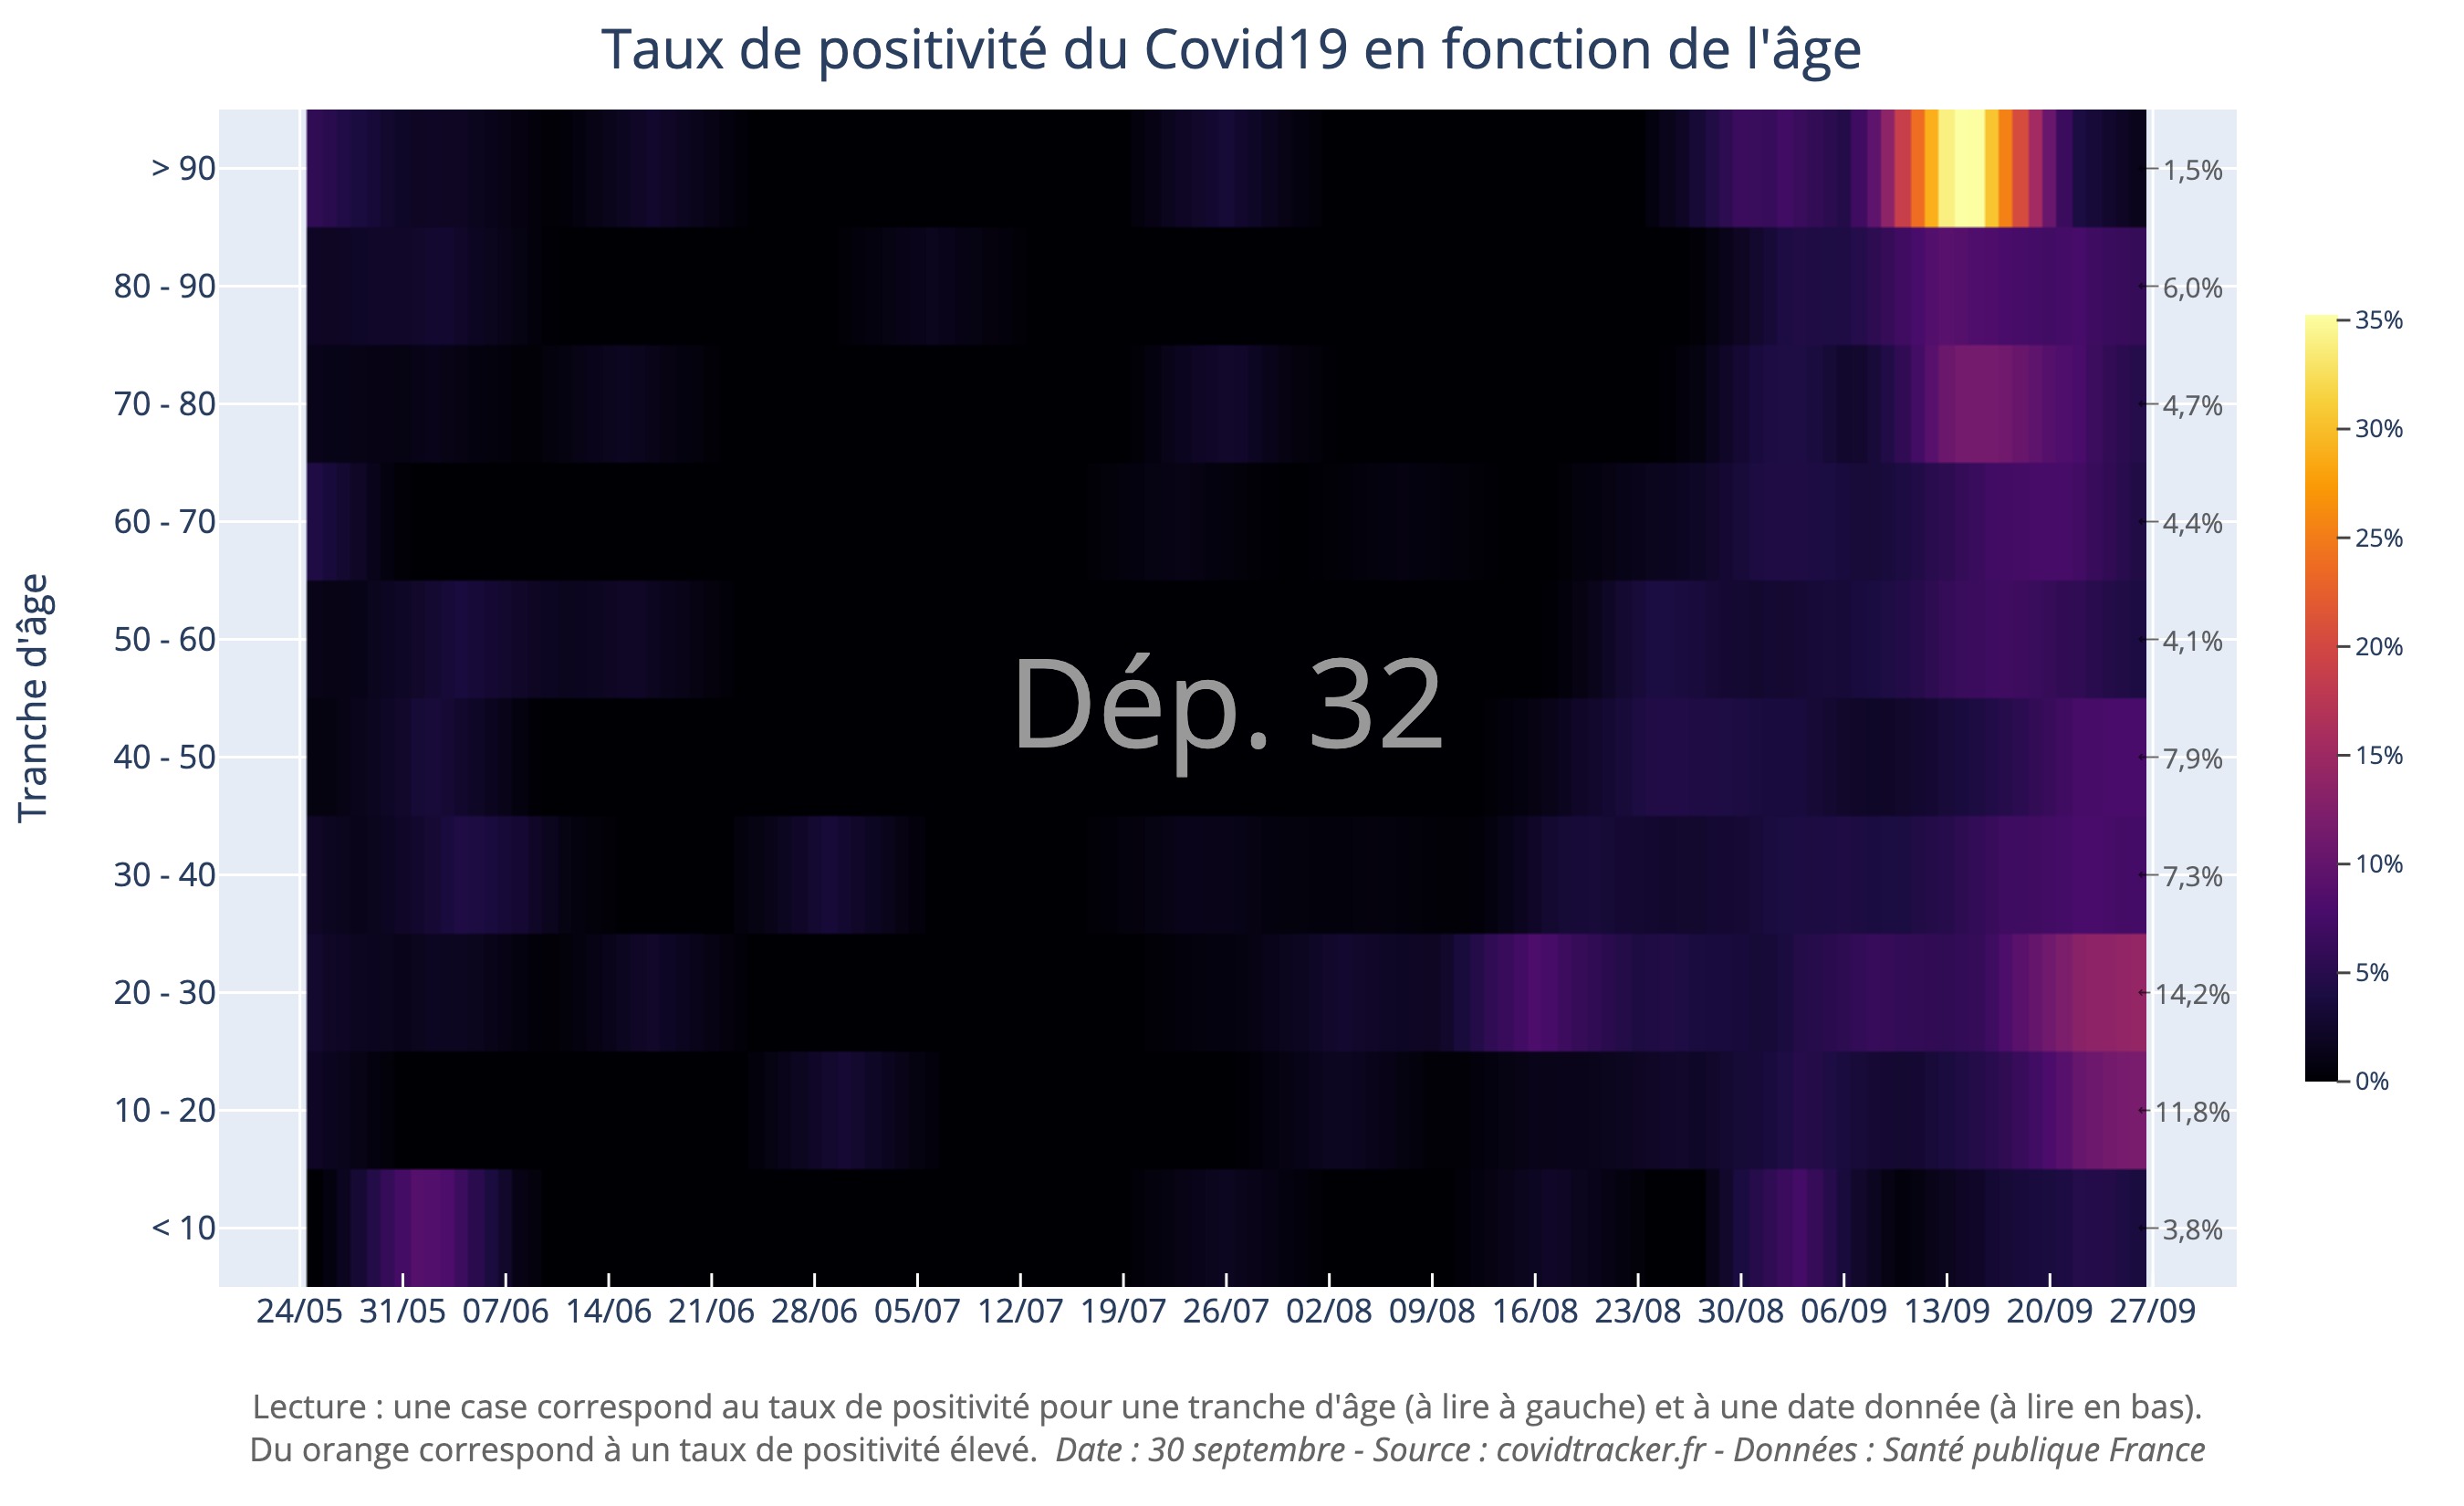 Taux de positivité du Covid19 en fonction de l'âge
Tranche d'âge
> 90
80 - 90
70 - 80
60 - 70
50 - 60
40 - 50
30 - 40
20 - 30
10 - 20
< 10
Dép. 32
1,5%
6,0%
4,7%
4,4%
4,1%
7,9%
7,3%
14,2%
11,8%
3,8%
35%
30%
25%
20%
15%
10%
5%
0%
24/05 31/05 07/06 14/06 21/06 28/06 05/07 12/07 19/07 26/07 02/08 09/08 16/08 23/08 30/08 06/09 13/09 20/09 27/09
Lecture : une case correspond au taux de positivité pour une tranche d'âge (à lire à gauche) et à une date donnée (à lire en bas).
Du orange correspond à un taux de positivité élevé. Date : 30 septembre - Source : covidtracker.fr - Données : Santé publique France